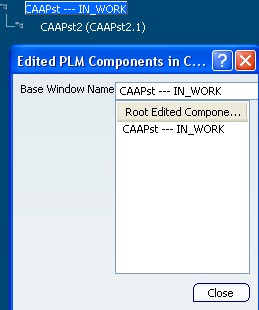 CAAPst --- IN_WORK
CAAPst2 (CAAPst2.1)
Edited PLM Components in C...
Base Window Name CAAPst --- IN_WORK
Root Edited Compone...
CAAPst --- IN_WORK
Close